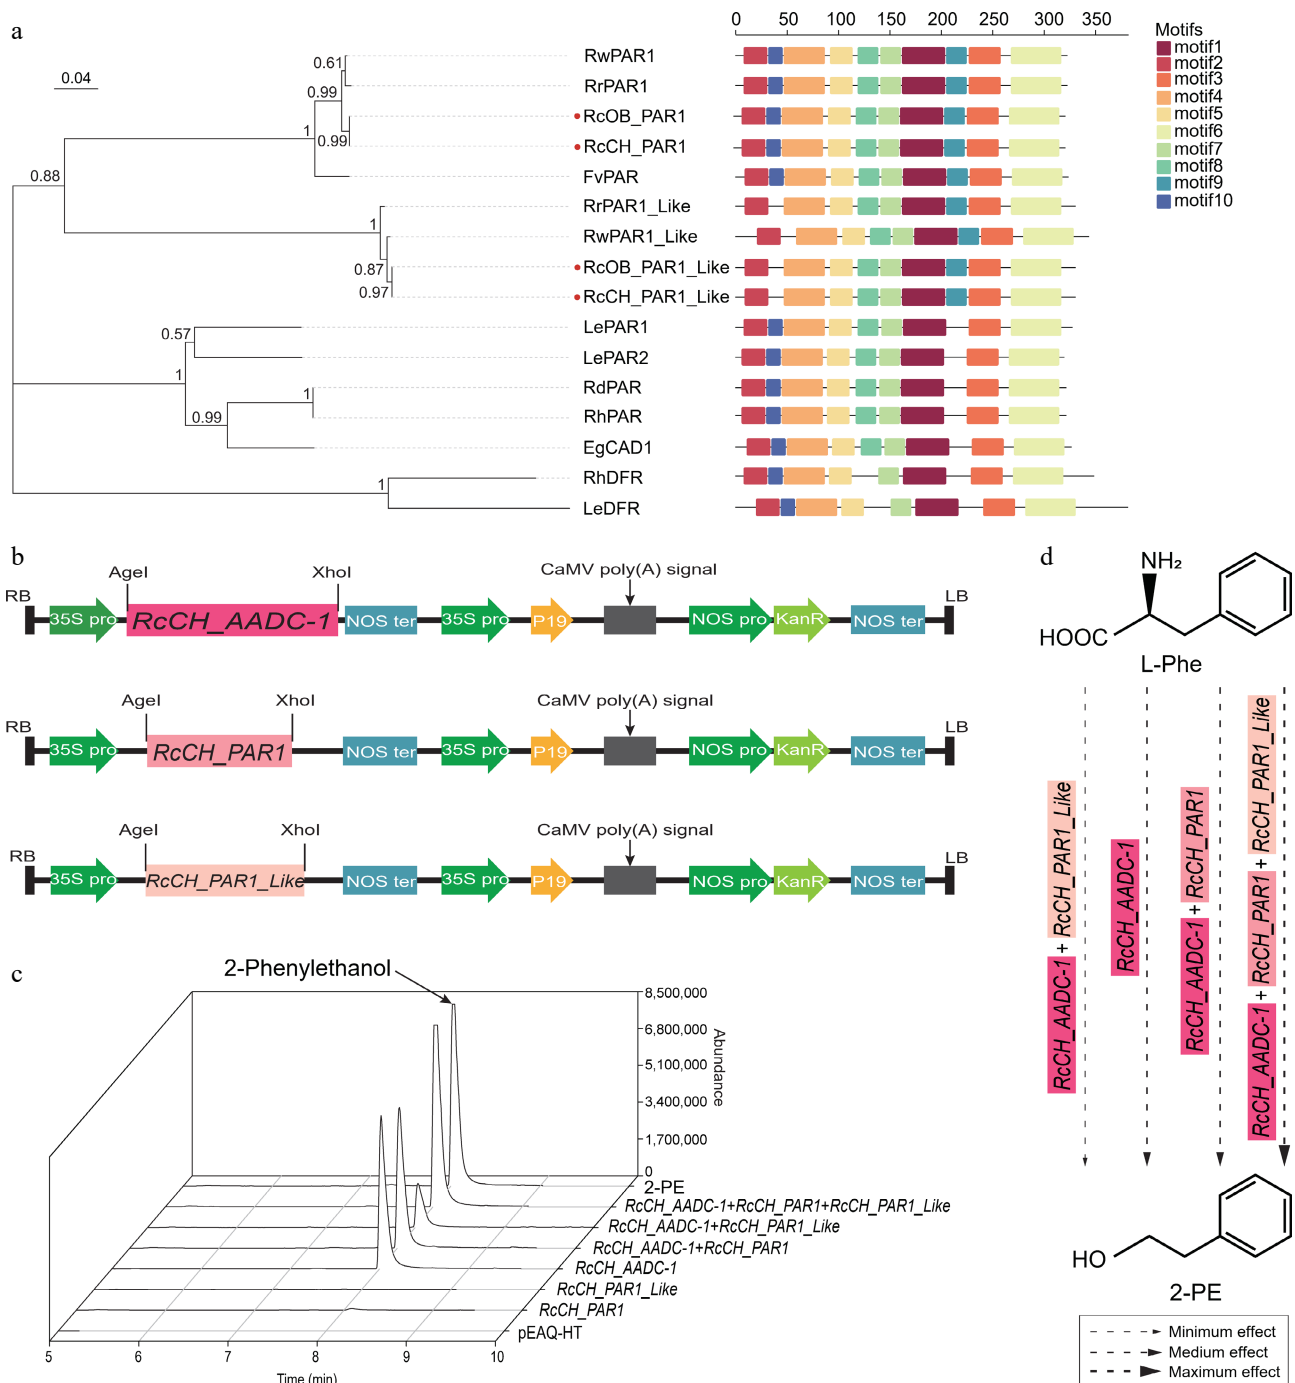 a
0 50 100 150 200 250 300 350
Motifs
motif1
motif2
motif3
motif4
motif5
motif6
motif7
motif8
motif9
motif10
0.04
0.61
0.99
1
0.99
0.88
1
0.87
0.97
0.57
1
1
0.99
1
RwPAR1
RrPAR1
RcOB_PAR1
RcCH_PAR1
FvPAR
RrPAR1_Like
RwPAR1_Like
RcOB_PAR1_Like
RcCH_PAR1_Like
LePAR1
LePAR2
RdPAR
RhPAR
EgCAD1
RhDFR
LeDFR
b
AgeI XhoI CaMV poly(A) signal
RB LB
35S pro RcCH_AADC-1 NOS ter 35S pro P19 NOS pro KanR NOS ter
AgeI XhoI CaMV poly(A) signal
RB LB
35S pro RcCH_PAR1 NOS ter 35S pro P19 NOS pro KanR NOS ter
AgeI XhoI CaMV poly(A) signal
RB LB
35S pro RcCH_PAR1_Like NOS ter 35S pro P19 NOS pro KanR NOS ter
c
2-Phenylethanol
8,500,000
6,800,000
5,100,000
3,400,000
1,700,000
0
Abundance
2-PE
RcCH_AADC-1+RcCH_PAR1+RcCH_PAR1_Like
RcCH_AADC-1+RcCH_PAR1_Like
RcCH_AADC-1+RcCH_PAR1
RcCH_AADC-1
RcCH_PAR1_Like
RcCH_PAR1
pEAQ-HT
5 6 7 8 9 10
Time (min)
d
NH₂
HOOC
L-Phe
RcCH_AADC-1 + RcCH_PAR1_Like
RcCH_AADC-1
RcCH_AADC-1 + RcCH_PAR1
RcCH_AADC-1 + RcCH_PAR1 + RcCH_PAR1_Like
HO
2-PE
Minimum effect
Medium effect
Maximum effect